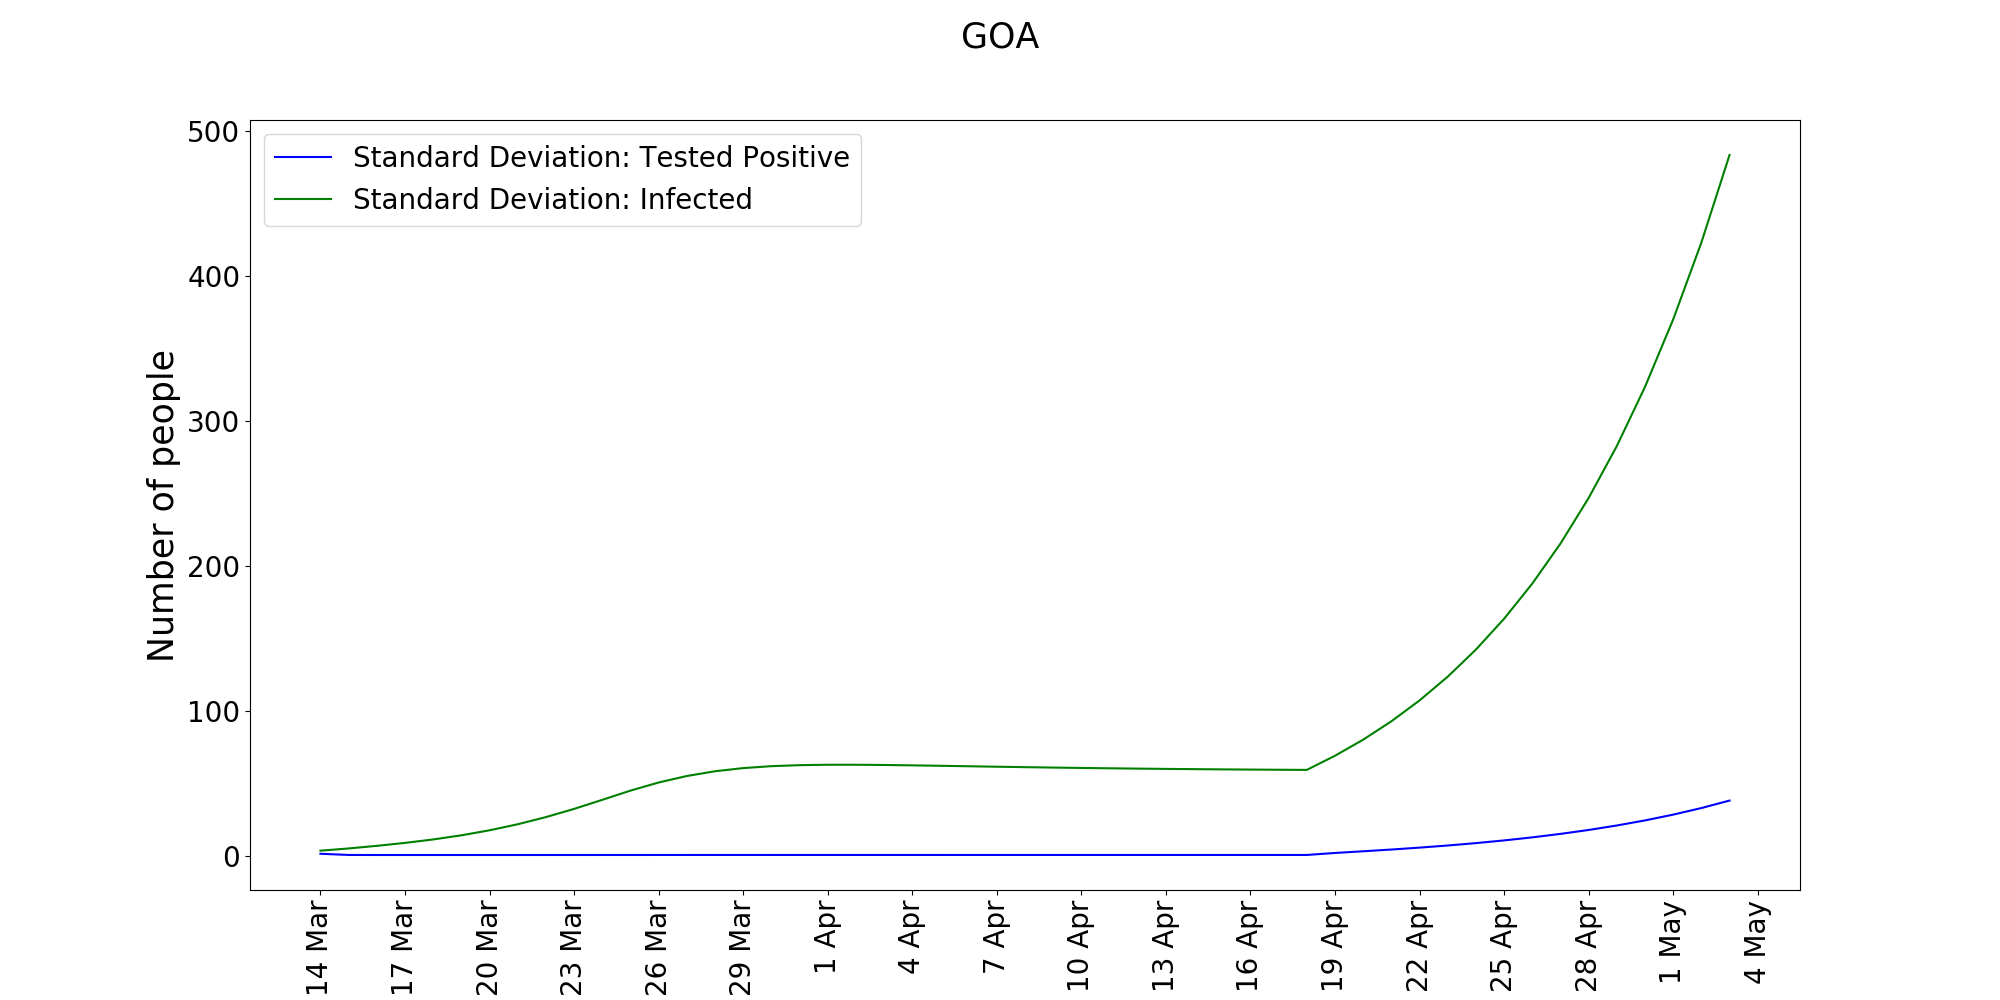 GOA
Standard Deviation: Tested Positive
Standard Deviation: Infected
Number of people
500
400
300
200
100
0
14 Mar
17 Mar
20 Mar
23 Mar
26 Mar
29 Mar
1 Apr
4 Apr
7 Apr
10 Apr
13 Apr
16 Apr
19 Apr
22 Apr
25 Apr
28 Apr
1 May
4 May